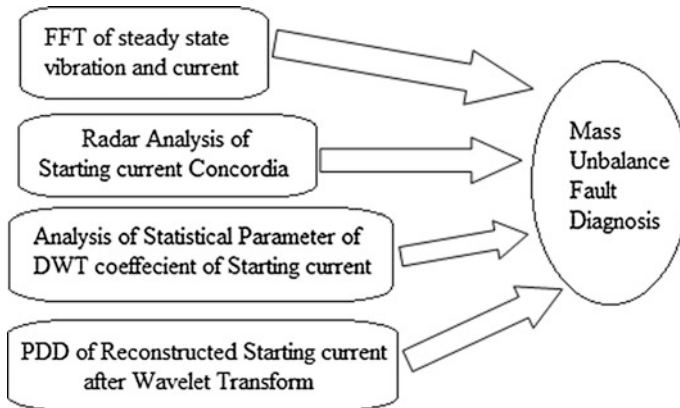 FFT of steady state
vibration and current
Radar Analysis of
Starting current Concordia
Analysis of Statistical Parameter of
DWT coeffecient of Starting current
PDD of Reconstructed Starting current
after Wavelet Transform
Mass
Unbalance
Fault
Diagnosis